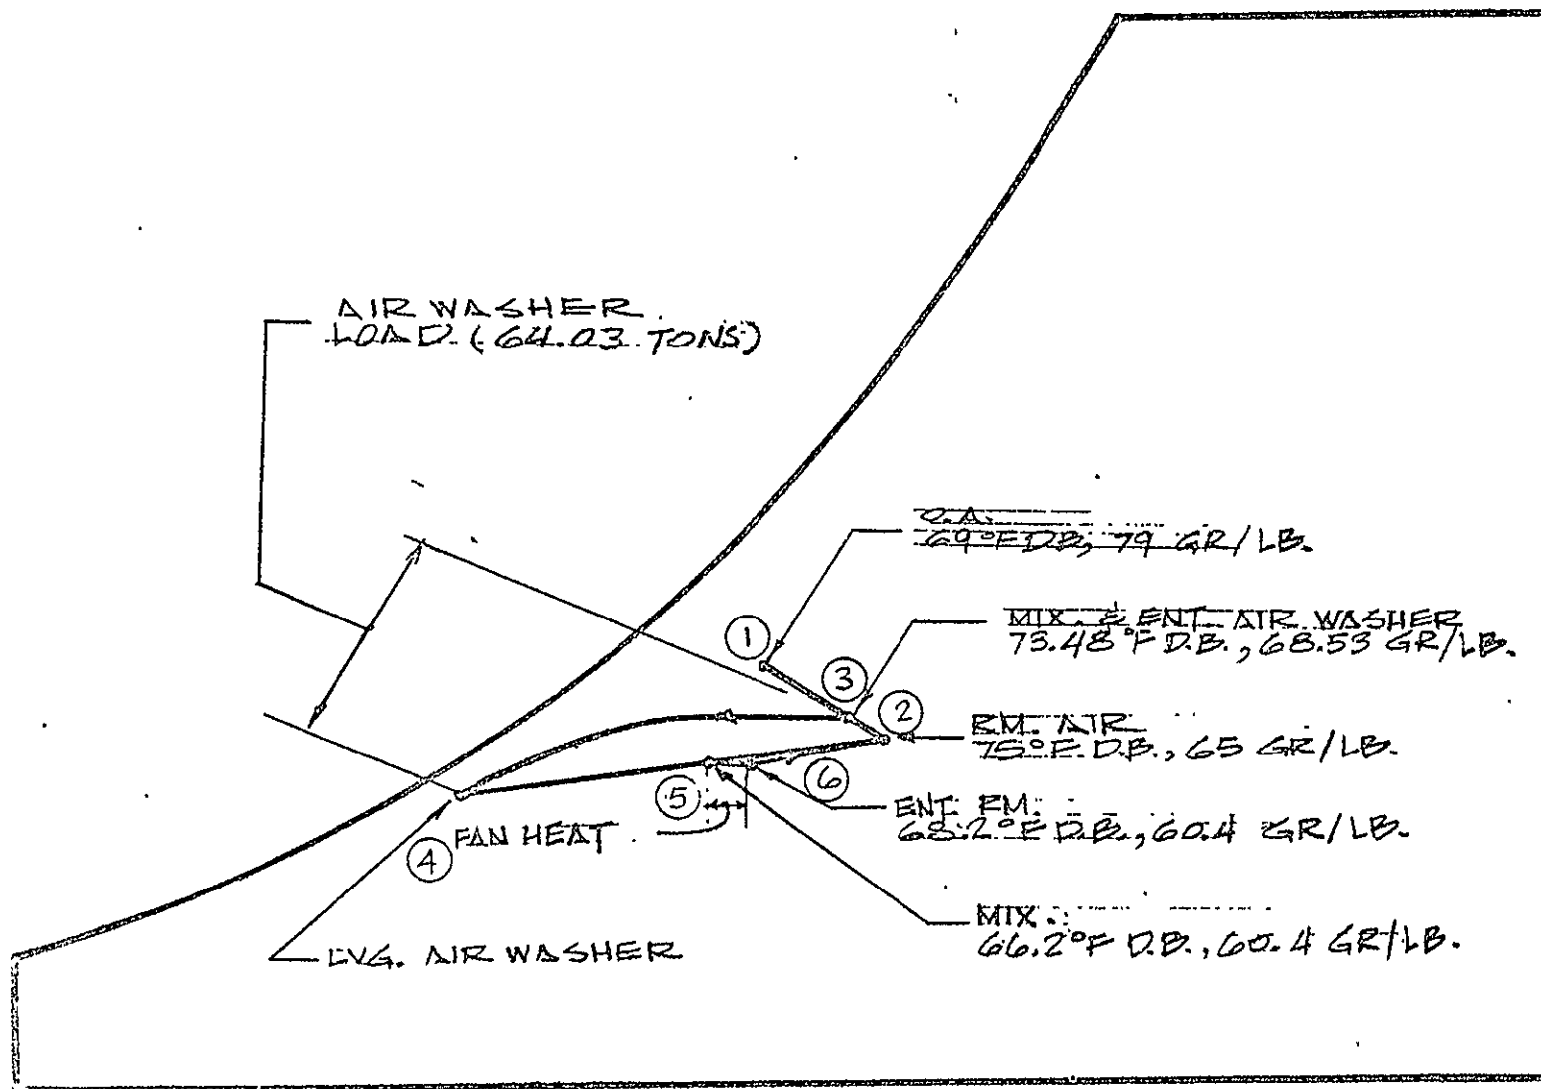 AIR WASHER
LOAD (64.03 TONS)
O.A.
69°F DB, 79 GR/LB.
1
MIX. & ENT. AIR WASHER
73.48°F D.B., 68.53 GR/LB.
3
2
RM. AIR
75°F. D.B., 65 GR/LB.
6
5
ENT. RM.
68.2°F D.B., 60.4 GR/LB.
FAN HEAT
4
MIX.
66.2°F D.B., 60.4 GR/LB.
LVG. AIR WASHER